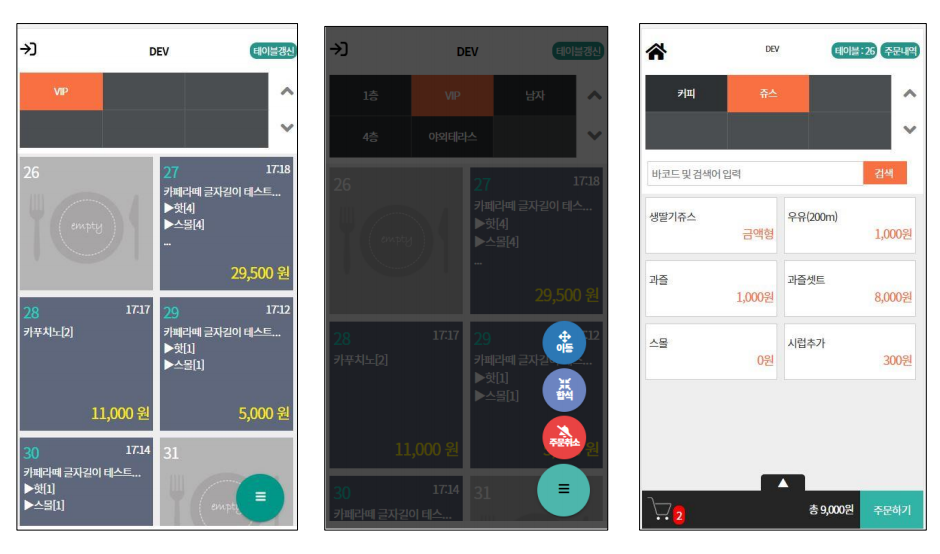 DEV
테이블갱신
VIP
26
empty
27 17:18
카페라떼 글자길이 테스트...
▶핫[4]
▶스몰[4]
...
29,500 원
28 17:17
카푸치노[2]
11,000 원
29 17:12
카페라떼 글자길이 테스트...
▶핫[1]
▶스몰[1]
5,000 원
30 17:14
카페라떼 글자길이 테스트...
▶핫[1]
▶스몰[1]
31
DEV
테이블갱신
1층 VIP 남자
4층 야외테라스
26
empty
27 17:18
카페라떼 글자길이 테스...
▶핫[4]
▶스몰[4]
...
29,500 원
28 17:17
카푸치노[2]
11,000 원
29
카페라떼 글자길
▶핫[1]
▶스몰[1]
원
이동
합석
주문취소
30 17:14
카페라떼 글자길이 테스...
31
DEV
테이블:26 주문내역
커피 쥬스
바코드 및 검색어 입력
검색
생딸기쥬스
금액형
우유(200m)
1,000원
과즐
1,000원
과즐셋트
8,000원
스몰
0원
시럽추가
300원
2
총 9,000원
주문하기